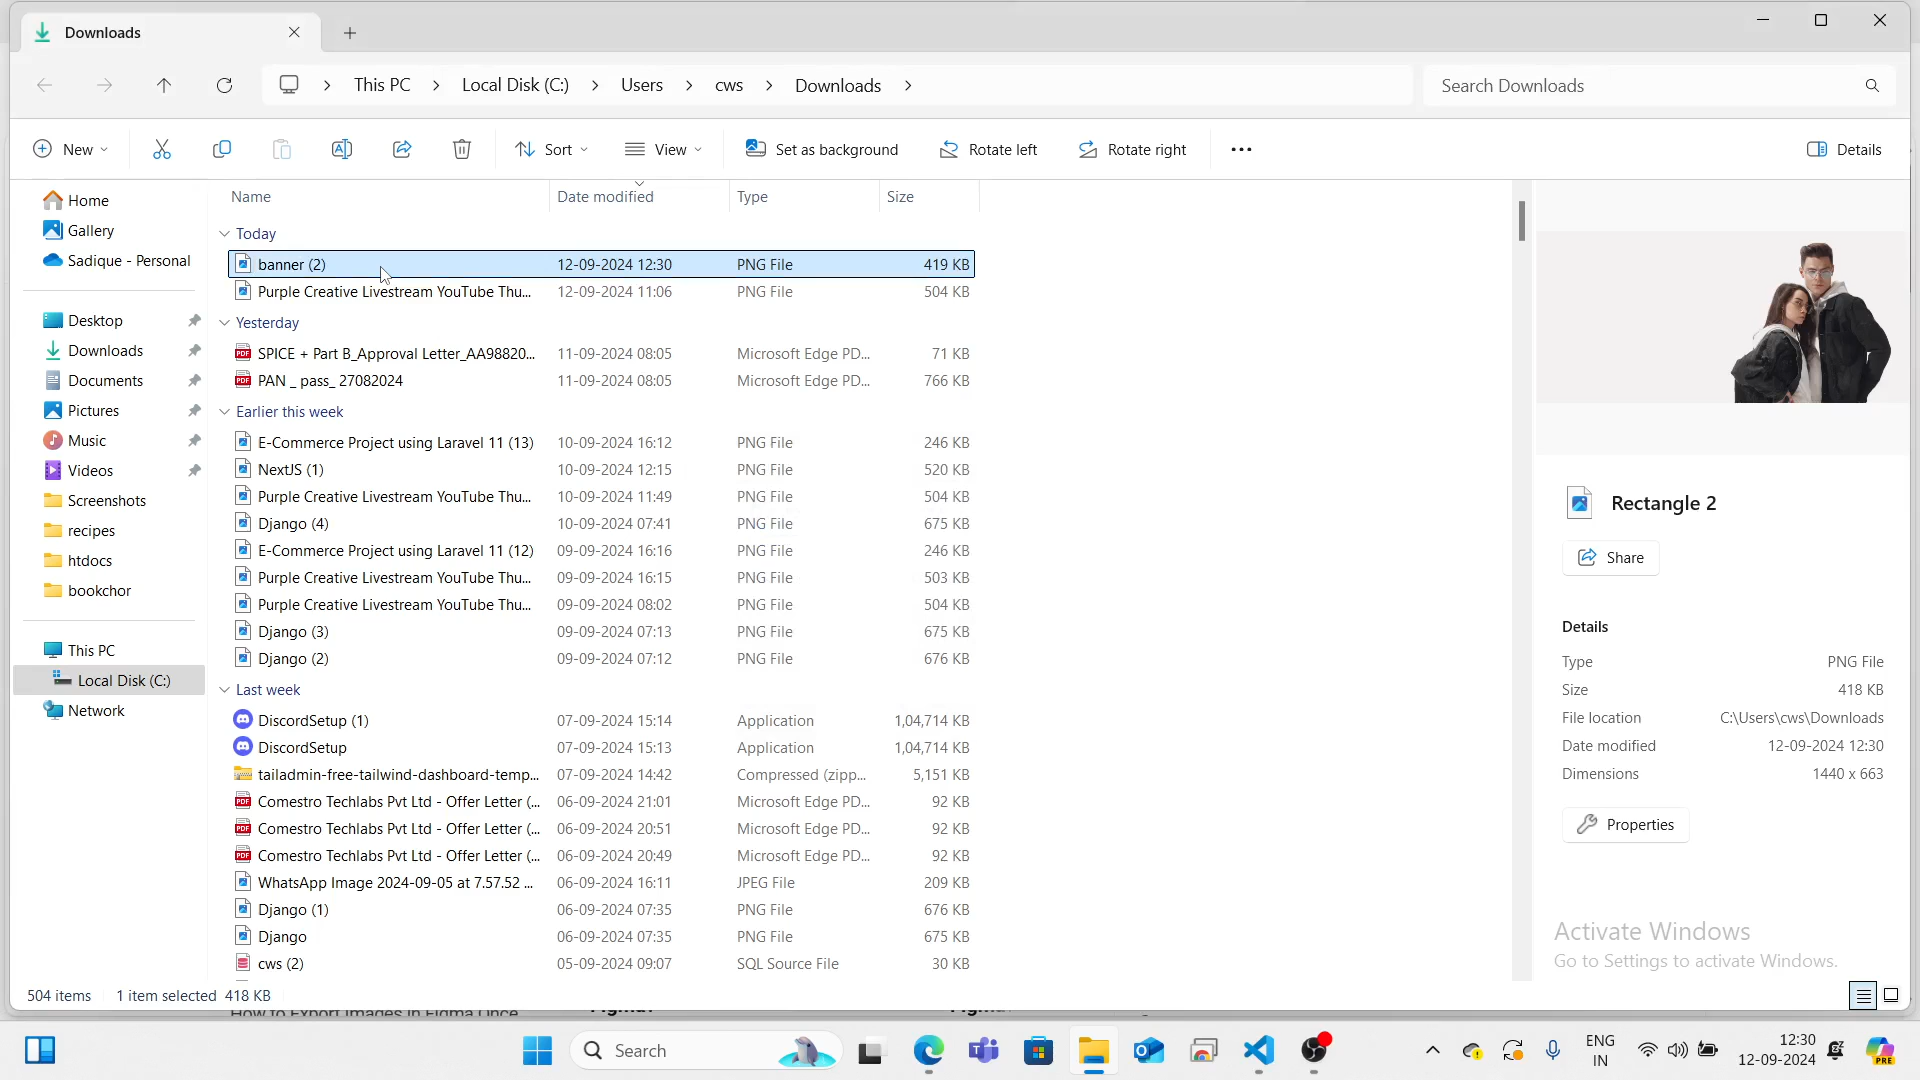 Downloads
This PC
Local Disk (C:)
Users
cws
Downloads
Search Downloads
New
Sort
View
Set as background
Rotate left
Rotate right
Details
Home
Gallery
Sadique - Personal
Desktop
Downloads
Documents
Pictures
Music
Videos
Screenshots
recipes
htdocs
bookchor
This PC
Local Disk (C:)
Network
Name Date modified Type Size
Today
banner (2) 12-09-2024 12:30 PNG File 419 KB
Purple Creative Livestream YouTube Thu... 12-09-2024 11:06 PNG File 504 KB
Yesterday
SPICE + Part B_Approval Letter_AA98820... 11-09-2024 08:05 Microsoft Edge PD... 71 KB
PAN _ pass_ 27082024 11-09-2024 08:05 Microsoft Edge PD... 766 KB
Earlier this week
E-Commerce Project using Laravel 11 (13) 10-09-2024 16:12 PNG File 246 KB
NextJS (1) 10-09-2024 12:15 PNG File 520 KB
Purple Creative Livestream YouTube Thu... 10-09-2024 11:49 PNG File 504 KB
Django (4) 10-09-2024 07:41 PNG File 675 KB
E-Commerce Project using Laravel 11 (12) 09-09-2024 16:16 PNG File 246 KB
Purple Creative Livestream YouTube Thu... 09-09-2024 16:15 PNG File 503 KB
Purple Creative Livestream YouTube Thu... 09-09-2024 08:02 PNG File 504 KB
Django (3) 09-09-2024 07:13 PNG File 675 KB
Django (2) 09-09-2024 07:12 PNG File 676 KB
Last week
DiscordSetup (1) 07-09-2024 15:14 Application 1,04,714 KB
DiscordSetup 07-09-2024 15:13 Application 1,04,714 KB
tailadmin-free-tailwind-dashboard-temp... 07-09-2024 14:42 Compressed (zipp... 5,151 KB
Comestro Techlabs Pvt Ltd - Offer Letter (... 06-09-2024 21:01 Microsoft Edge PD... 92 KB
Comestro Techlabs Pvt Ltd - Offer Letter (... 06-09-2024 20:51 Microsoft Edge PD... 92 KB
Comestro Techlabs Pvt Ltd - Offer Letter (... 06-09-2024 20:49 Microsoft Edge PD... 92 KB
WhatsApp Image 2024-09-05 at 7.57.52 ... 06-09-2024 16:11 JPEG File 209 KB
Django (1) 06-09-2024 07:35 PNG File 676 KB
Django 06-09-2024 07:35 PNG File 675 KB
cws (2) 05-09-2024 09:07 SQL Source File 30 KB
Rectangle 2
Share
Details
Type PNG File
Size 418 KB
File location C:\Users\cws\Downloads
Date modified 12-09-2024 12:30
Dimensions 1440 x 663
Properties
Activate Windows
Go to Settings to activate Windows.
504 items 1 item selected 418 KB
How to Export Images in Figma Once
Search
ENG
IN
12:30
12-09-2024
PRE